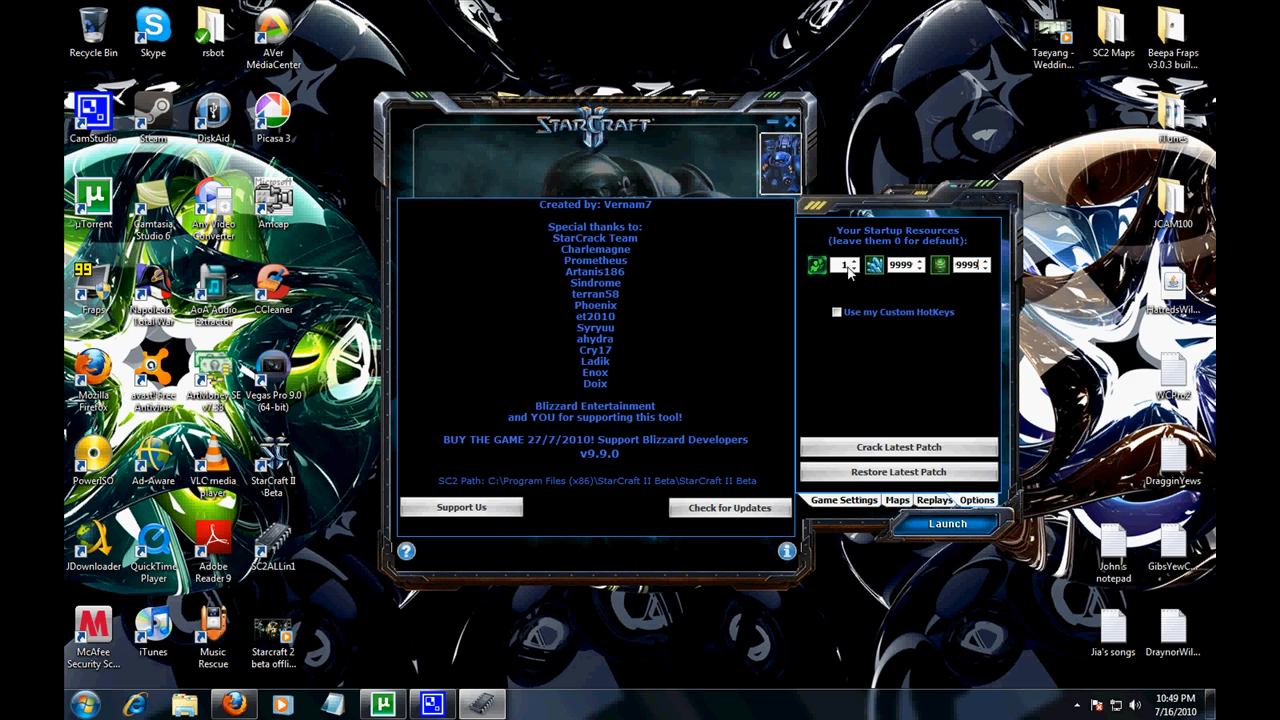 Recycle Bin
Skype
rsbot
AVer
MediaCenter
Taeyang -
Weddin...
SC2 Maps
Beepa Fraps
v3.0.3 buil...
CamStudio
Steam
DiskAid
Picasa 3
iTunes
µTorrent
Camtasia
Studio 6
Any Video
Converter
Microsoft
Amcap
JCAM100
99
Fraps
Napoleon
Total War
AoA Audio
Extractor
CCleaner
HatredsWil...
Mozilla
Firefox
avast! Free
Antivirus
ArtMoney SE
v7.33
Vegas Pro 9.0
(64-bit)
WCPro2
PowerISO
Ad-Aware
VLC media
player
StarCraft II
Beta
DragginYews
JDownloader
QuickTime
Player
Adobe
Reader 9
SC2ALLin1
John's
notepad
GibsYewC...
McAfee
Security Sc...
iTunes
Music
Rescue
Starcraft 2
beta offli...
Jia's songs
DraynorWil...
STARCRAFT
II
Created by: Vernam7
Special thanks to:
StarCrack Team
Charlemagne
Prometheus
Artanis186
Sindrome
terran58
Phoenix
et2010
Syryuu
ahydra
Cry17
Ladik
Enox
Doix
Blizzard Entertainment
and YOU for supporting this tool!
BUY THE GAME 27/7/2010! Support Blizzard Developers
v9.9.0
SC2 Path: C:\Program Files (x86)\StarCraft II Beta\StarCraft II Beta
Support Us
Check for Updates
Your Startup Resources
(leave them 0 for default):
1
9999
9999
Use my Custom HotKeys
Crack Latest Patch
Restore Latest Patch
Game Settings
Maps
Replays
Options
Launch
10:49 PM
7/16/2010